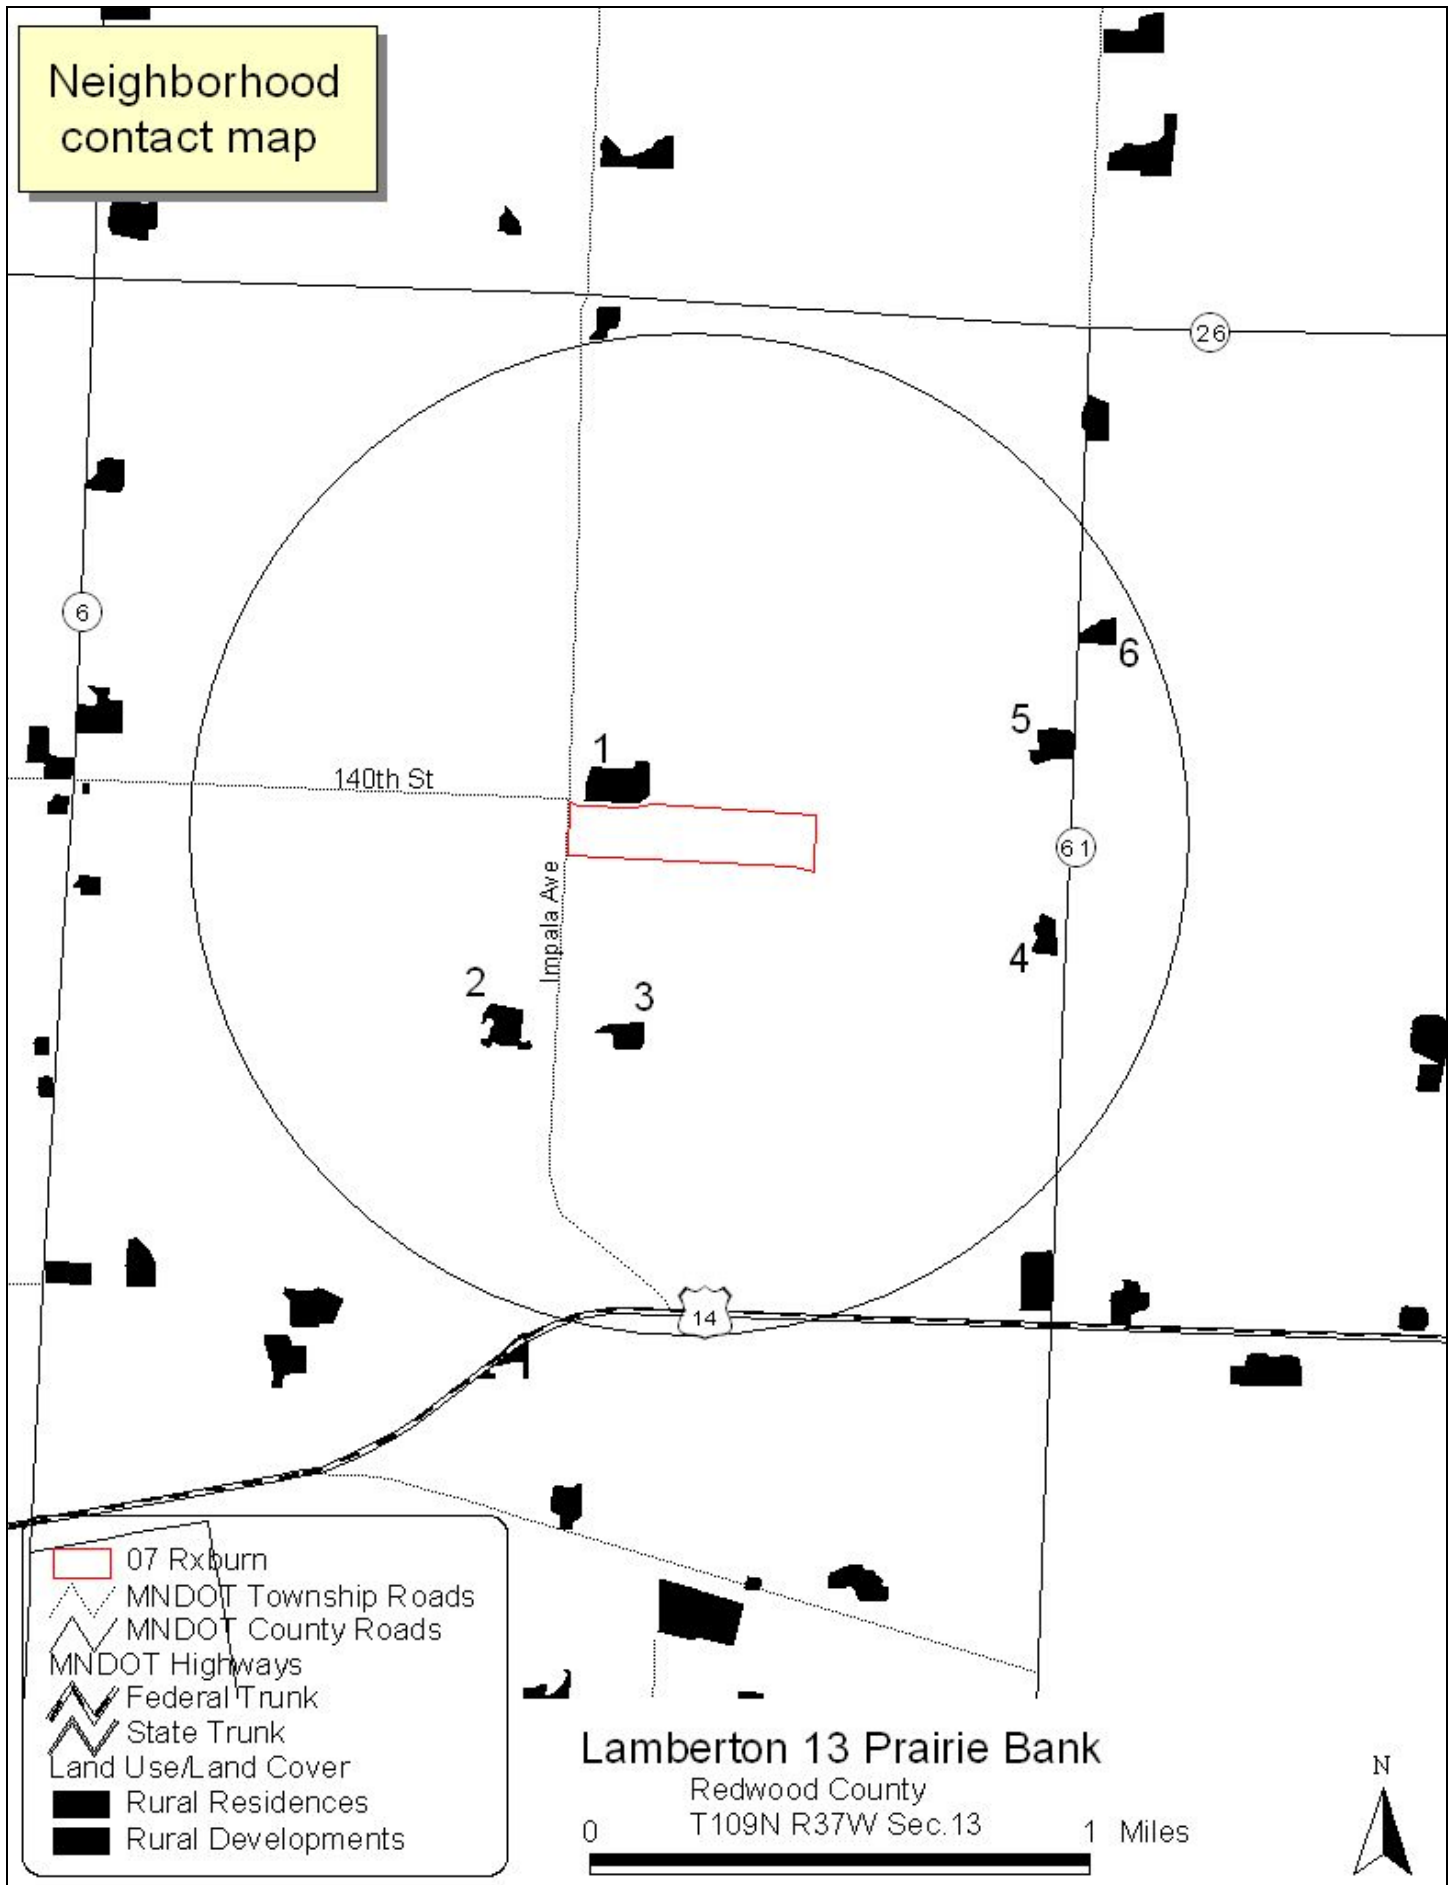 Neighborhood
contact map
26
6
6
5
1
140th St
61
Impala Ave
4
2
3
14
07 Rxburn
MNDOT Township Roads
MNDOT County Roads
MNDOT Highways
Federal Trunk
State Trunk
Land Use/Land Cover
Rural Residences
Rural Developments
Lamberton 13 Prairie Bank
Redwood County
T109N R37W Sec.13
0 1 Miles
N